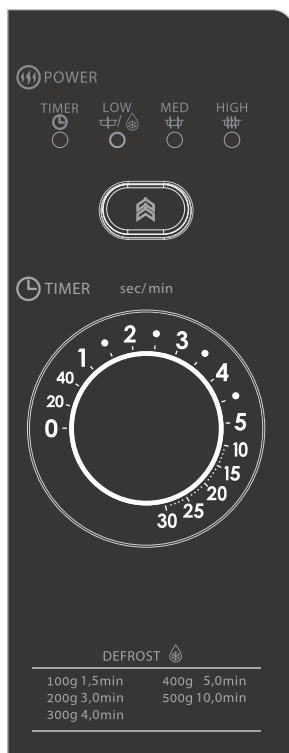 POWER
TIMER LOW MED HIGH
/
TIMER sec/min
0 20 40 1 2 3 4 5 10 15 20 25 30
DEFROST
100g 1,5min 400g 5,0min
200g 3,0min 500g 10,0min
300g 4,0min